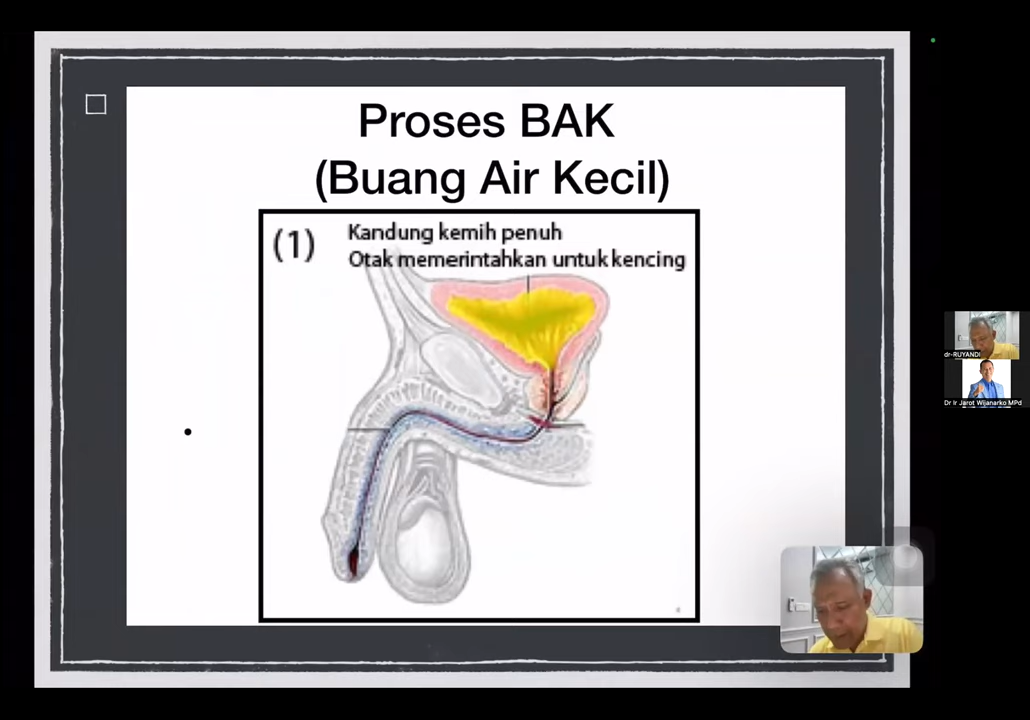 Proses BAK
(Buang Air Kecil)
(1)
Kandung kemih penuh
Otak memerintahkan untuk kencing
dr-RUYANDI
Dr Ir Jarot Wijanarko MPd